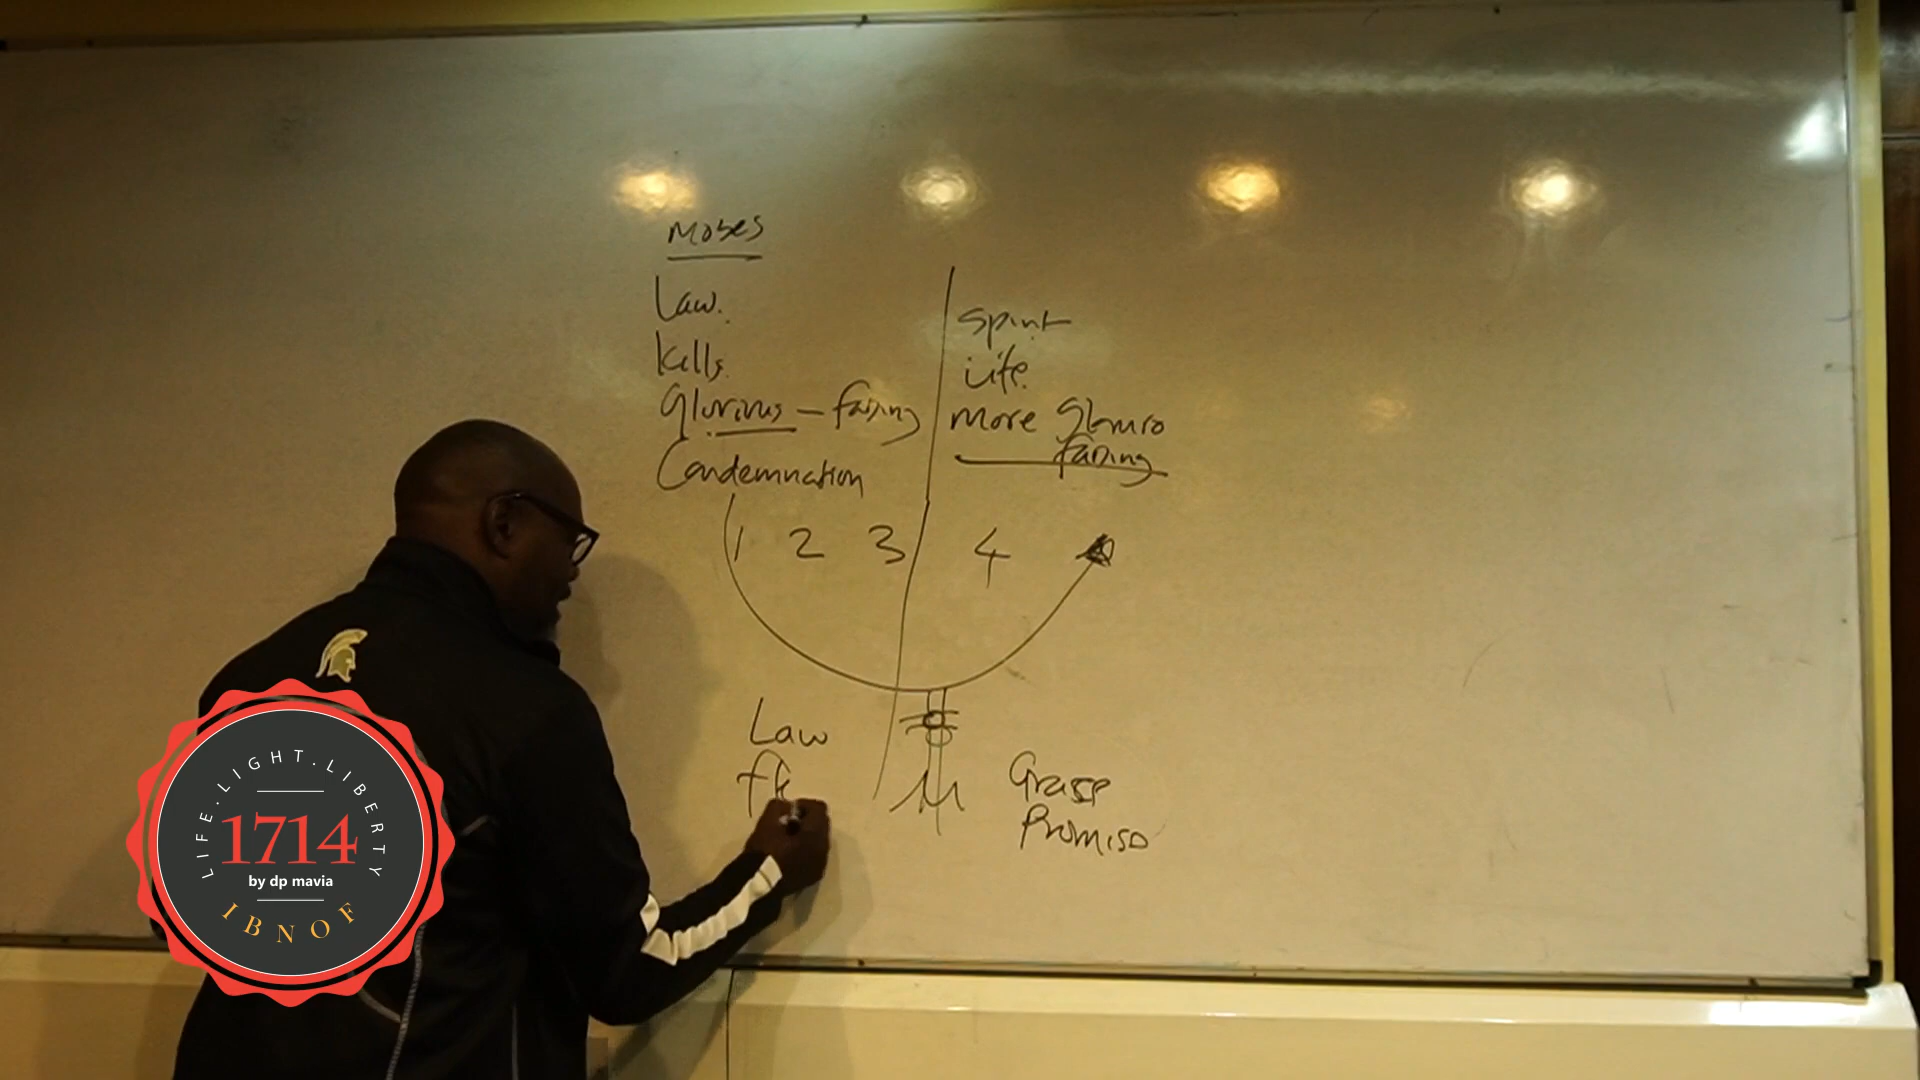 Moses
Law.
Kills.
Glorious - fading
Condemnation
Spirit
Life.
more Glorio
fading
1 2 3 4
Law
Grace
Promise
LIFE.LIGHT.LIBERTY
1714
by dp mavia
IBNOF